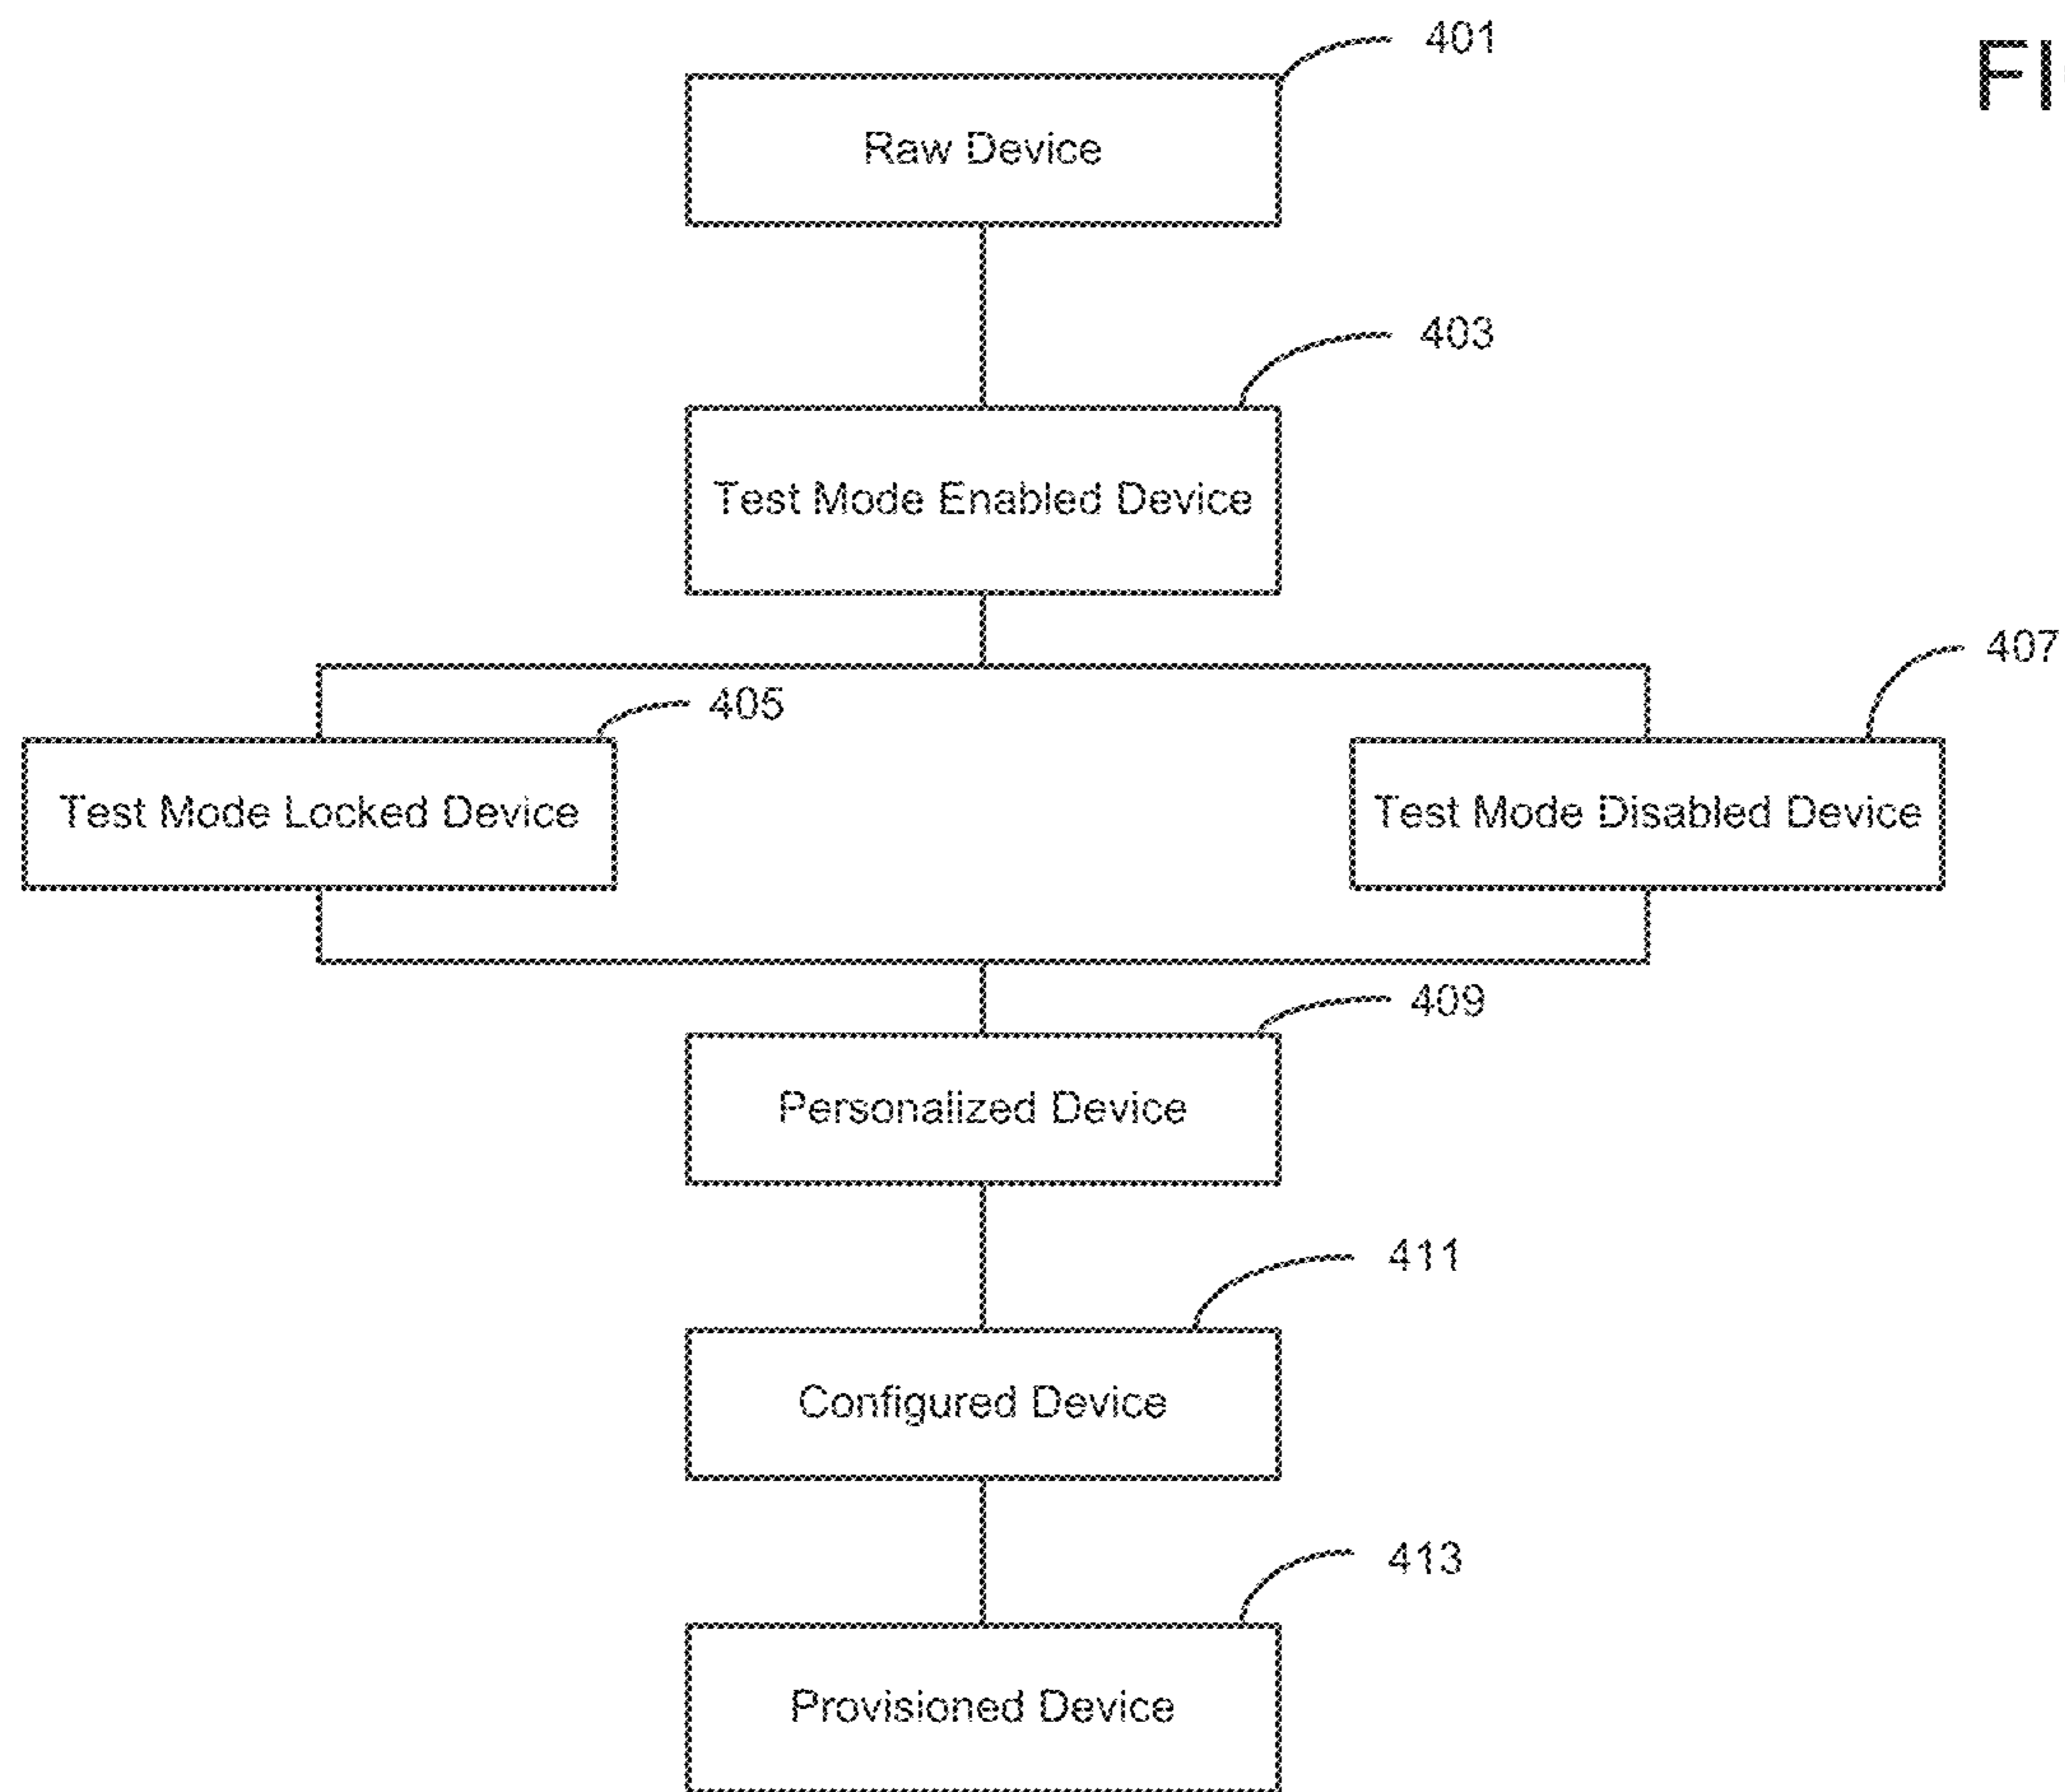 401
FI
Raw Device
403
Test Mode Enabled Device
407
405
Test Mode Locked Device
Test Mode Disabled Device
409
Personalized Device
411
Configured Device
413
Provisioned Device